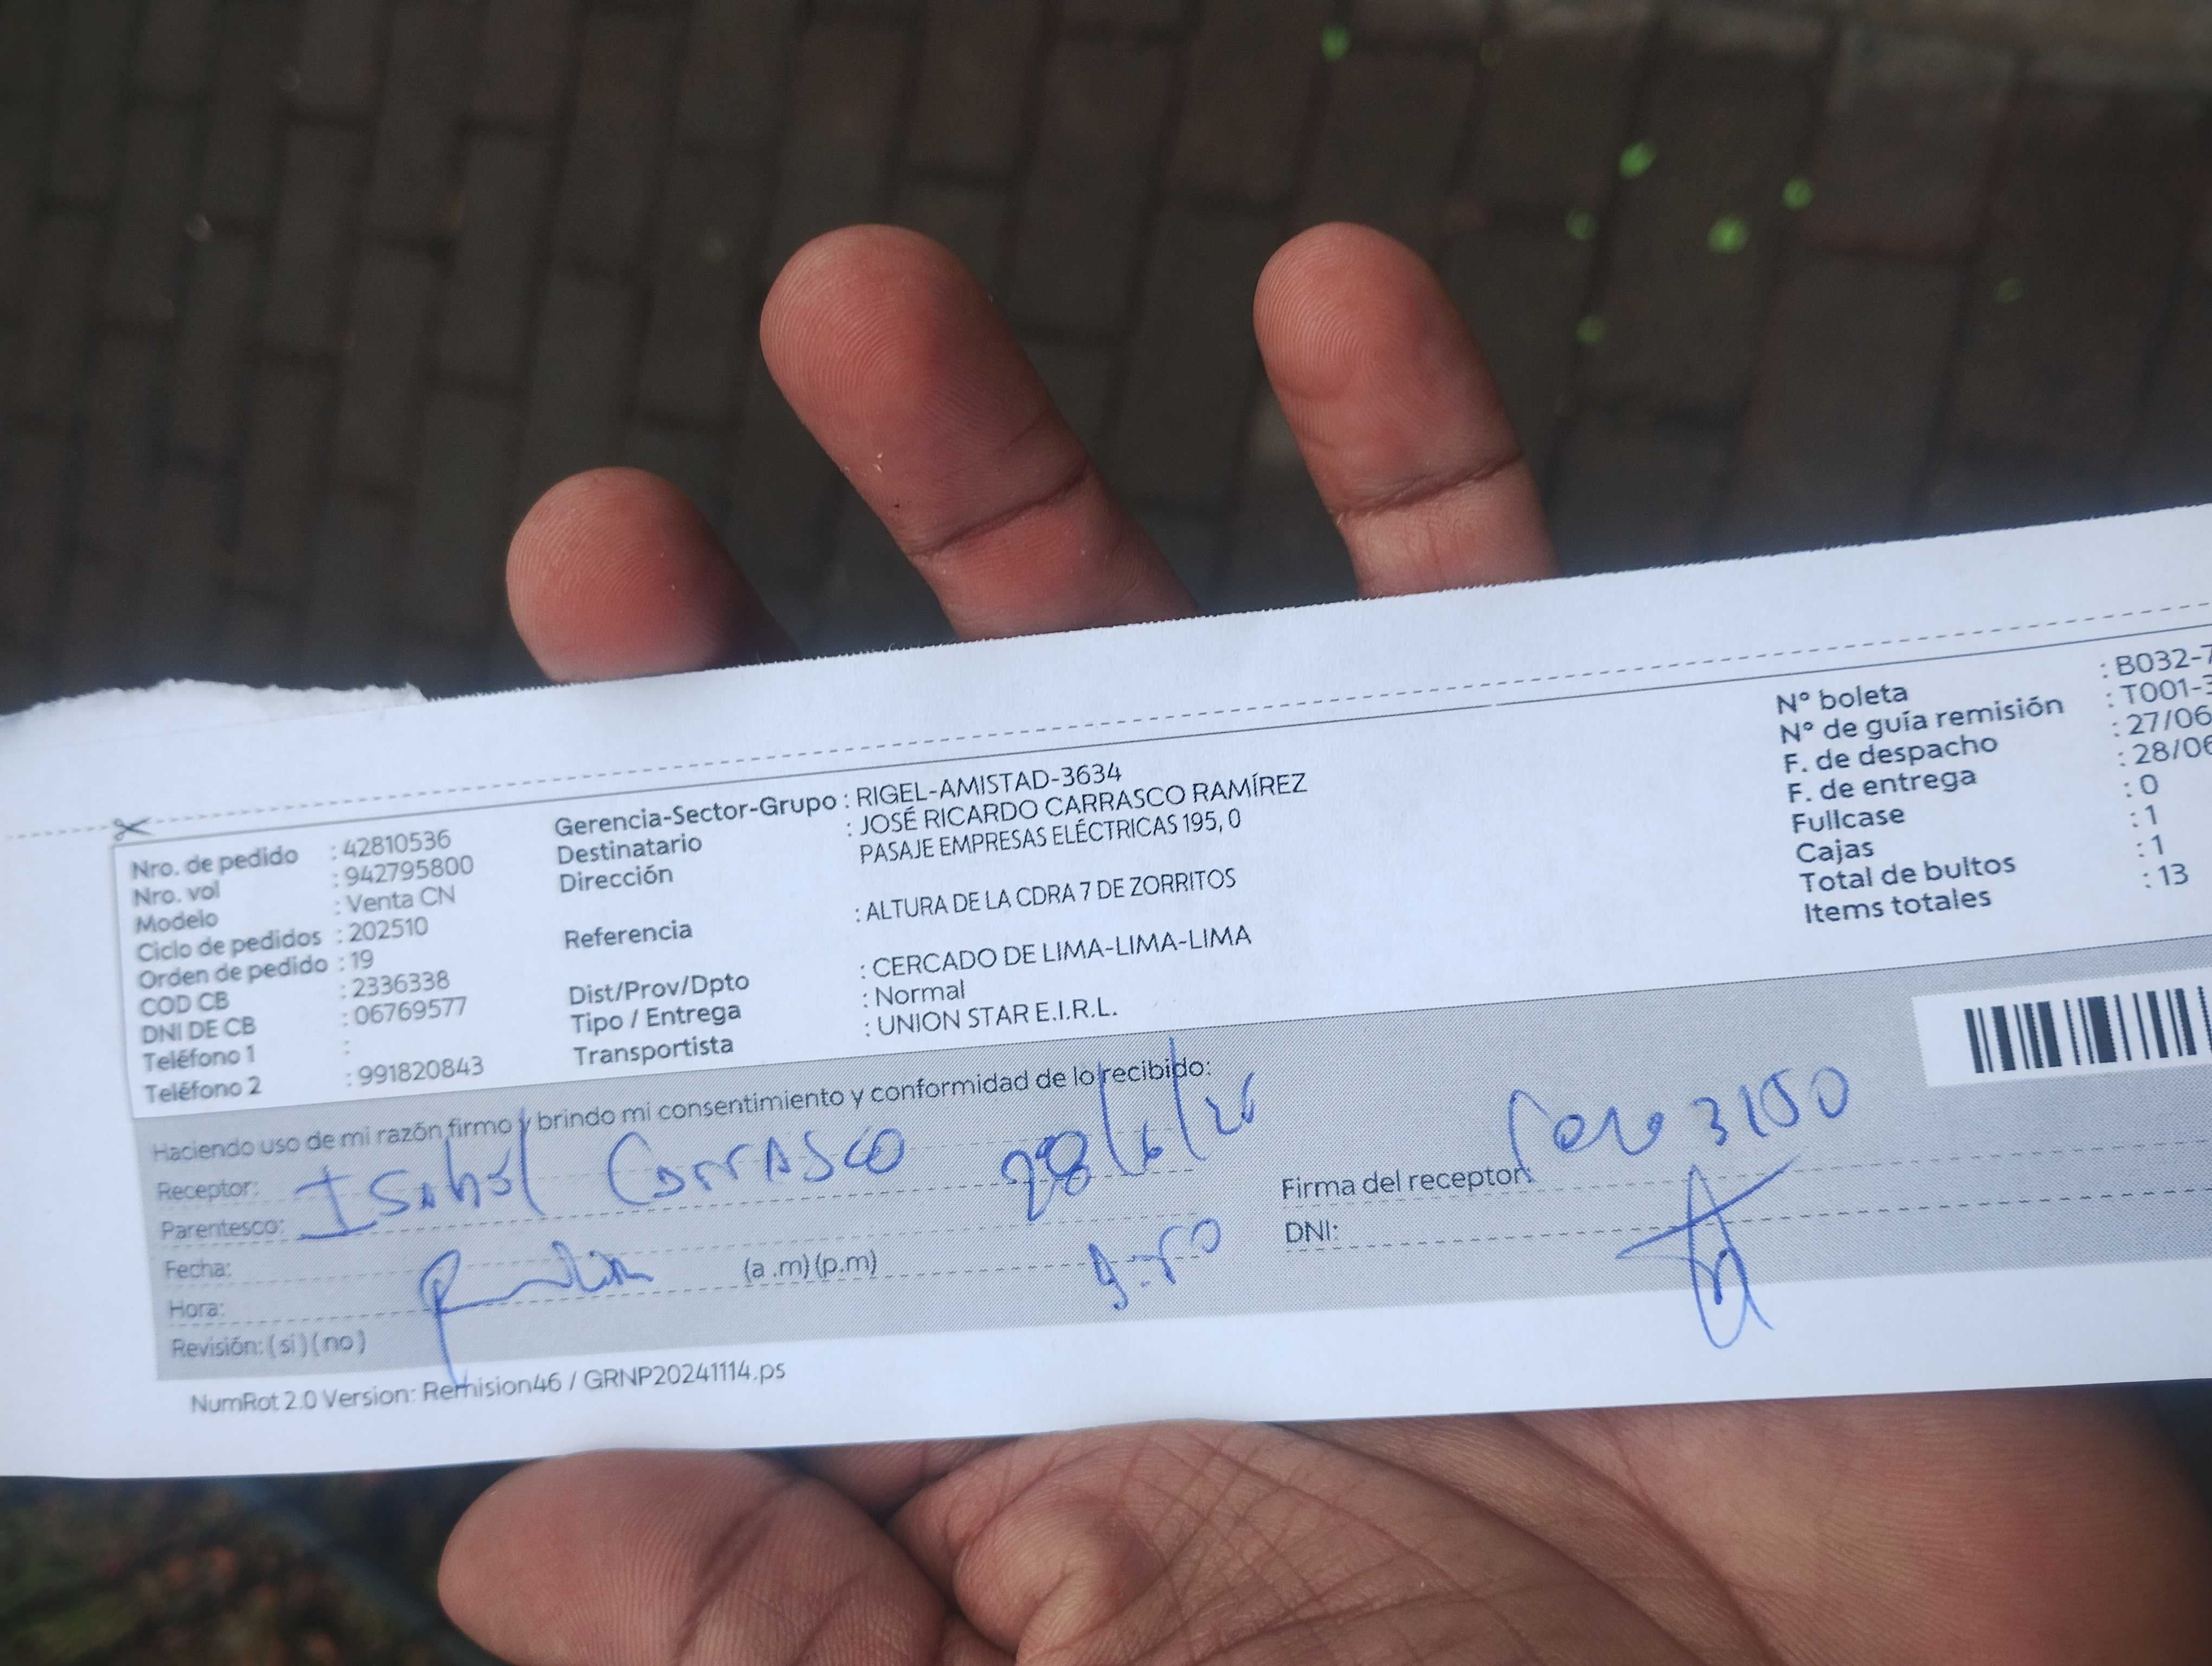 Nro. de pedido : 42810536
Nro. vol : 942795800
Modelo : Venta CN
Ciclo de pedidos : 202510
Orden de pedido : 19
COD CB : 2336338
DNI DE CB : 06769577
Teléfono 1 :
Teléfono 2 : 991820843
Gerencia-Sector-Grupo : RIGEL-AMISTAD-3634
Destinatario : JOSÉ RICARDO CARRASCO RAMÍREZ
Dirección PASAJE EMPRESAS ELÉCTRICAS 195, 0
Referencia : ALTURA DE LA CDRA 7 DE ZORRITOS
Dist/Prov/Dpto : CERCADO DE LIMA-LIMA-LIMA
Tipo / Entrega : Normal
Transportista : UNION STAR E.I.R.L.
N° boleta : B032-7
N° de guía remisión : T001-3
F. de despacho : 27/06
F. de entrega : 28/06
Fullcase : 0
Cajas : 1
Total de bultos : 1
Items totales : 13
Haciendo uso de mi razón firmo y brindo mi consentimiento y conformidad de lo recibido:
Receptor: Isabel Carrasco
Parentesco:
Fecha: (a .m) (p.m)
Hora:
Revisión: ( si ) ( no )
Firma del receptor: 3150
DNI:
NumRot 2.0 Version: Remision46 / GRNP20241114.ps